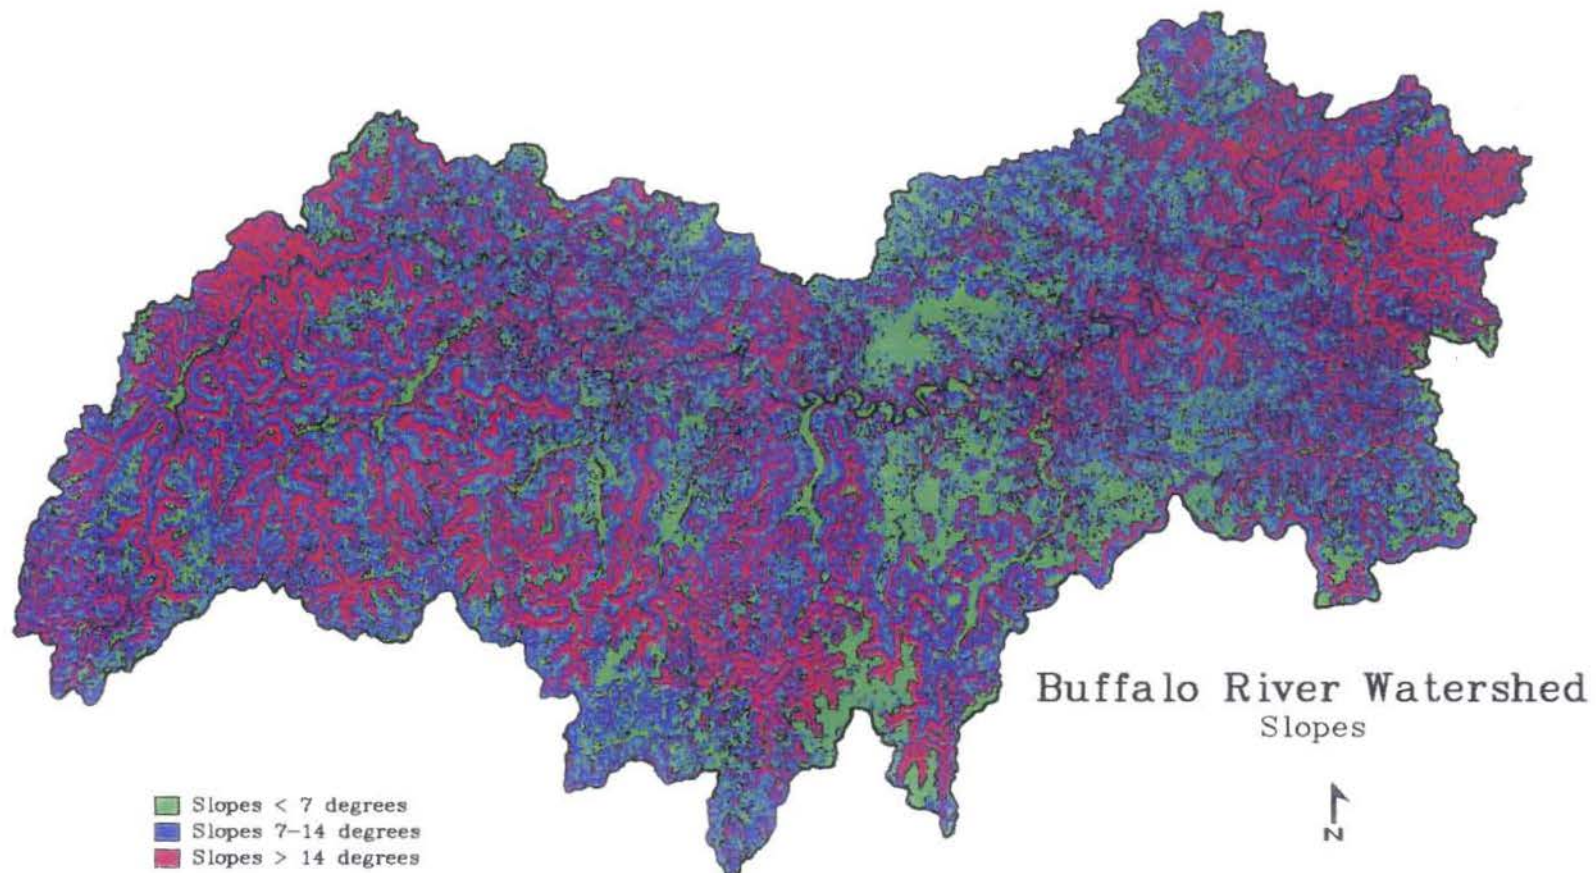 Buffalo River Watershed
Slopes
Slopes < 7 degrees
Slopes 7-14 degrees
Slopes > 14 degrees
N